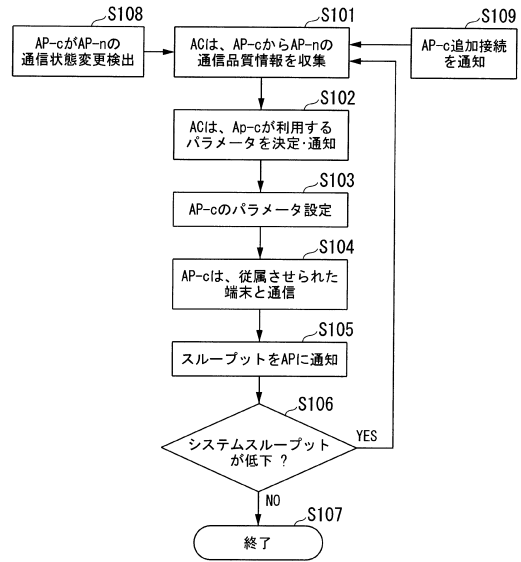 S108
AP-cがAP-nの
通信状態変更検出
S101
ACは、AP-cからAP-nの
通信品質情報を収集
S109
AP-c追加接続
を通知
S102
ACは、Ap-cが利用する
パラメータを決定・通知
S103
AP-cのパラメータ設定
S104
AP-cは、従属させられた
端末と通信
S105
スループットをAPに通知
S106
システムスループット
が低下 ?
YES
NO
S107
終了